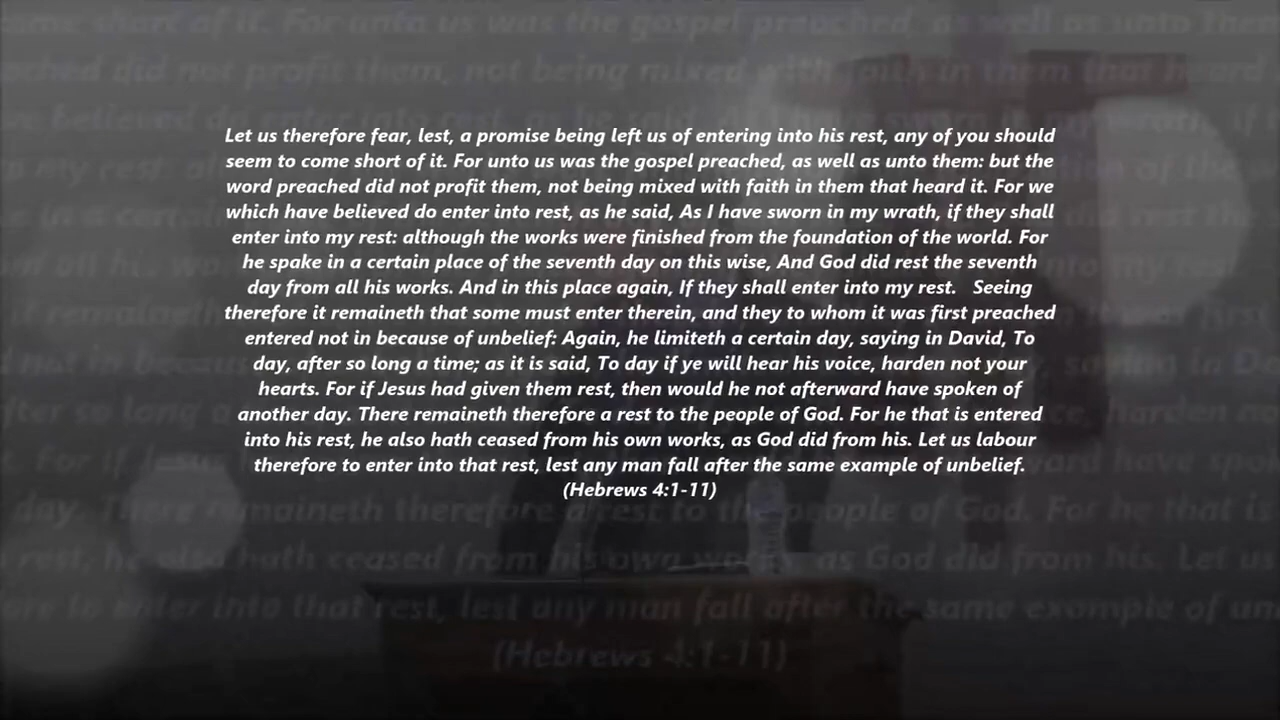 Let us therefore fear, lest, a promise being left us of entering into his rest, any of you should
seem to come short of it. For unto us was the gospel preached, as well as unto them: but the
word preached did not profit them, not being mixed with faith in them that heard it. For we
which have believed do enter into rest, as he said, As I have sworn in my wrath, if they shall
enter into my rest: although the works were finished from the foundation of the world. For
he spake in a certain place of the seventh day on this wise, And God did rest the seventh
day from all his works. And in this place again, If they shall enter into my rest.   Seeing
therefore it remaineth that some must enter therein, and they to whom it was first preached
entered not in because of unbelief: Again, he limiteth a certain day, saying in David, To
day, after so long a time; as it is said, To day if ye will hear his voice, harden not your
hearts. For if Jesus had given them rest, then would he not afterward have spoken of
another day. There remaineth therefore a rest to the people of God. For he that is entered
into his rest, he also hath ceased from his own works, as God did from his. Let us labour
therefore to enter into that rest, lest any man fall after the same example of unbelief.
(Hebrews 4:1-11)